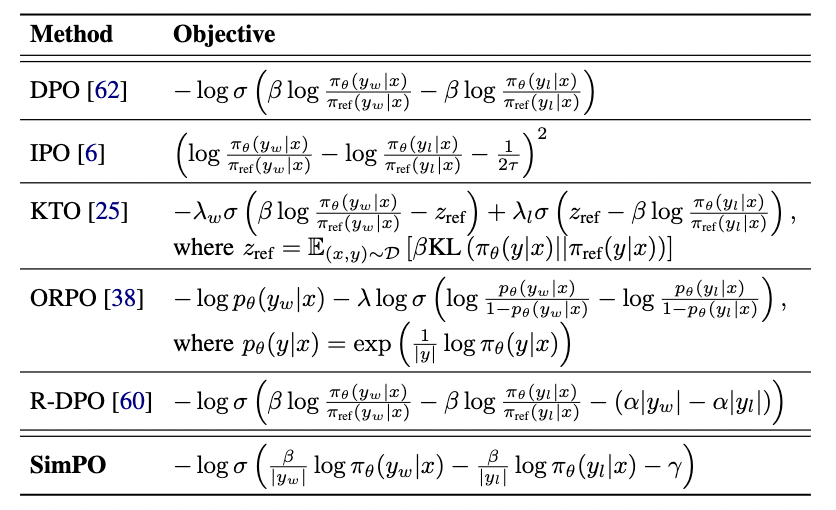 Method Objective
DPO [62] $-\log \sigma \left( \beta \log \frac{\pi_\theta(y_w|x)}{\pi_{\text{ref}}(y_w|x)} - \beta \log \frac{\pi_\theta(y_l|x)}{\pi_{\text{ref}}(y_l|x)} \right)$
IPO [6] $\left( \log \frac{\pi_\theta(y_w|x)}{\pi_{\text{ref}}(y_w|x)} - \log \frac{\pi_\theta(y_l|x)}{\pi_{\text{ref}}(y_l|x)} - \frac{1}{2\tau} \right)^2$
KTO [25] $-\lambda_w \sigma \left( \beta \log \frac{\pi_\theta(y_w|x)}{\pi_{\text{ref}}(y_w|x)} - z_{\text{ref}} \right) + \lambda_l \sigma \left( z_{\text{ref}} - \beta \log \frac{\pi_\theta(y_l|x)}{\pi_{\text{ref}}(y_l|x)} \right),$
where $z_{\text{ref}} = \mathbb{E}_{(x,y)\sim\mathcal{D}} \left[ \beta \text{KL} \left( \pi_\theta(y|x) || \pi_{\text{ref}}(y|x) \right) \right]$
ORPO [38] $-\log p_\theta(y_w|x) - \lambda \log \sigma \left( \log \frac{p_\theta(y_w|x)}{1-p_\theta(y_w|x)} - \log \frac{p_\theta(y_l|x)}{1-p_\theta(y_l|x)} \right),$
where $p_\theta(y|x) = \exp \left( \frac{1}{|y|} \log \pi_\theta(y|x) \right)$
R-DPO [60] $-\log \sigma \left( \beta \log \frac{\pi_\theta(y_w|x)}{\pi_{\text{ref}}(y_w|x)} - \beta \log \frac{\pi_\theta(y_l|x)}{\pi_{\text{ref}}(y_l|x)} - (\alpha|y_w| - \alpha|y_l|) \right)$
SimPO $-\log \sigma \left( \frac{\beta}{|y_w|} \log \pi_\theta(y_w|x) - \frac{\beta}{|y_l|} \log \pi_\theta(y_l|x) - \gamma \right)$